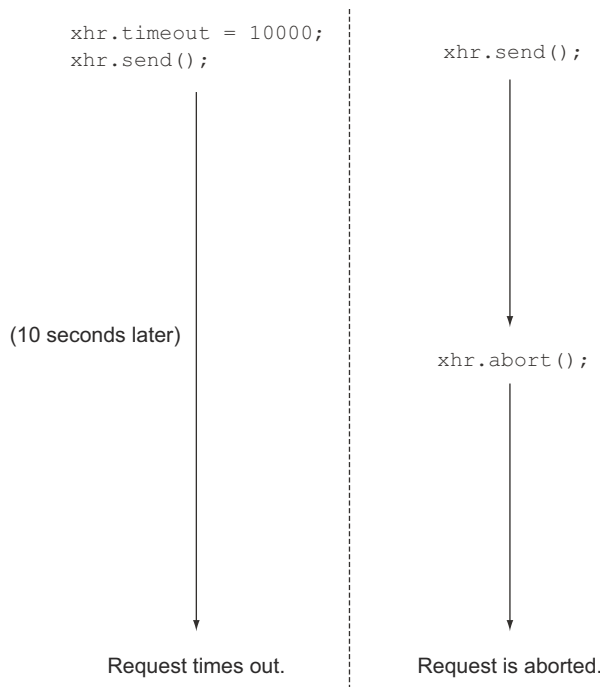 xhr.timeout = 10000;
xhr.send();
(10 seconds later)
Request times out.
xhr.send();
xhr.abort();
Request is aborted.